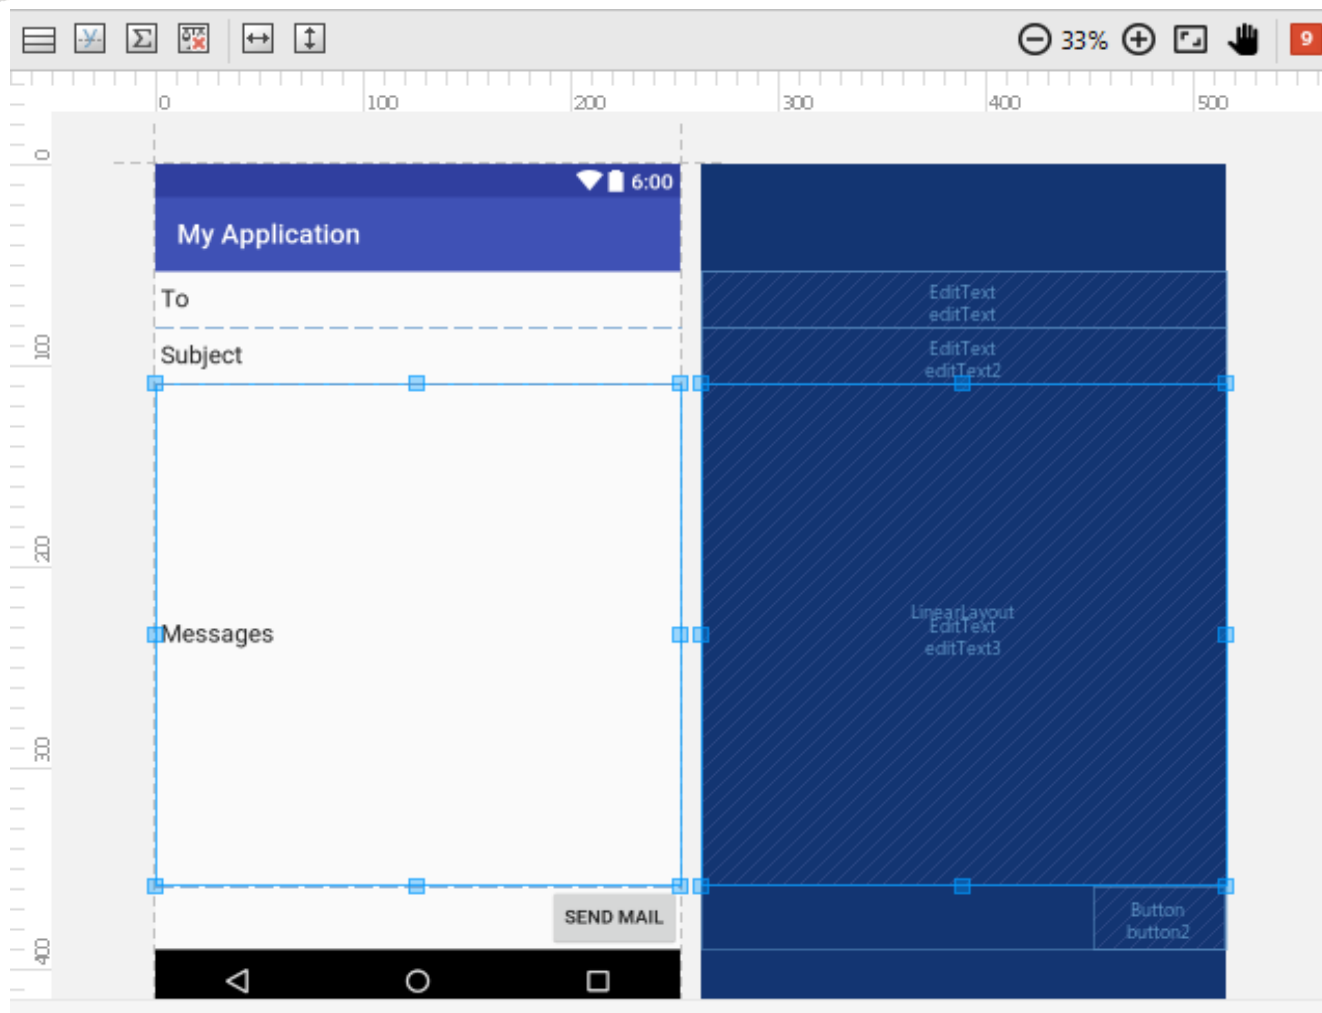 33%
9
0
100
200
300
400
500
0
100
200
300
400
6:00
My Application
To
Subject
Messages
SEND MAIL
EditText
editText
EditText
editText2
LinearLayout
EditText
editText3
Button
button2